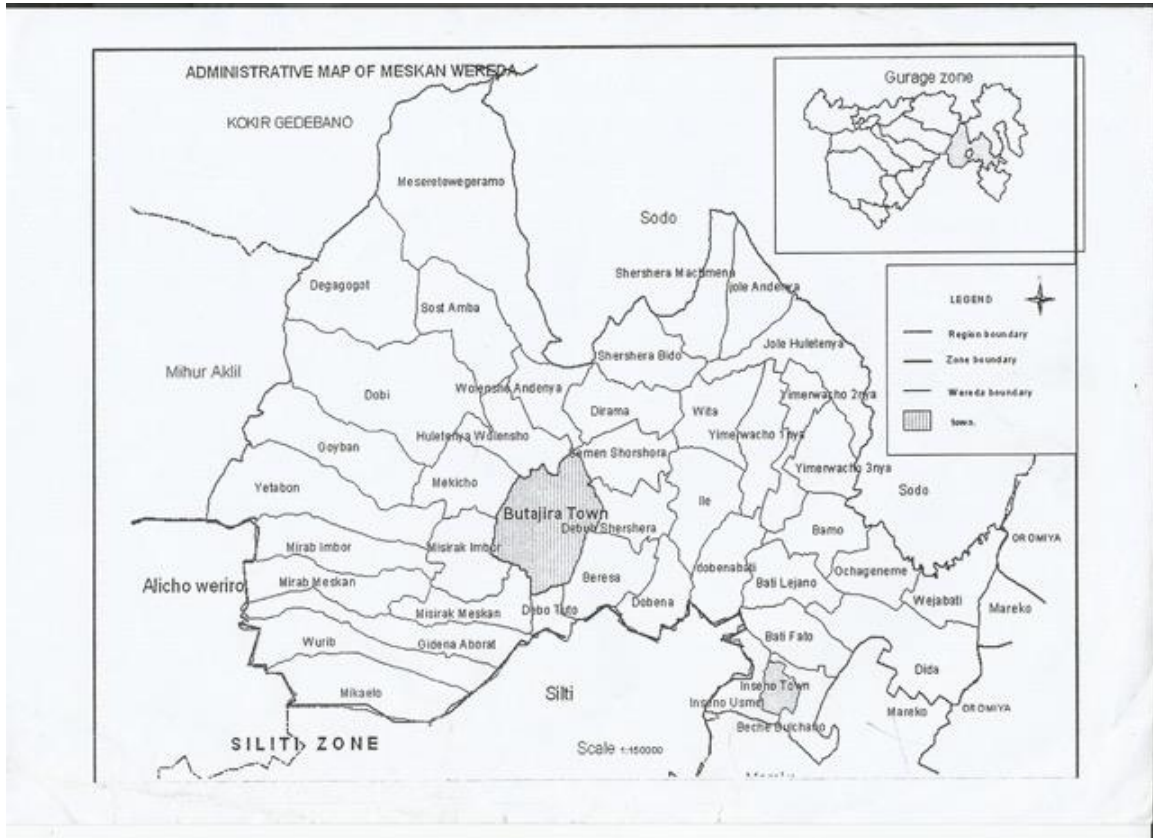 ADMINISTRATIVE MAP OF MESKAN WEREDA
Gurage zone
KOKIR GEDEBANO
Meseretewegeramo
Sodo
Shershera Machmena
jole Andenya
Degagogot
Sost Amba
LEGEND
Region boundary
Zone boundary
Wereda boundary
town.
Jole Huletenya
Shershera Bido
Mihur Aklil
Dobi
Wolensho Andenya
Yimerwacho 2nya
Dirama
Wita
Yimerwacho 1nya
Huletenya Wolensho
Goyban
Semen Shorshora
Yimerwacho 3nya
Mekicho
Yetabon
Sodo
Ile
Butajira Town
Debub Shershera
Bamo
OROMIYA
Mirab Imbor
Misirak Imbor
Alicho weriro
Mirab Meskan
Beresa
dobenabati
Bati Lejano
Ochageneme
Wejabati
Mareko
Misirak Meskan
Debo Tuto
Dobena
Wurib
Gidena Aborat
Bati Fato
Dida
Mikaelo
Silti
Inseno Town
Inseno Usme
Mareko
OROMIYA
Beche Bulchano
SILITI ZONE
Scale 1:150000